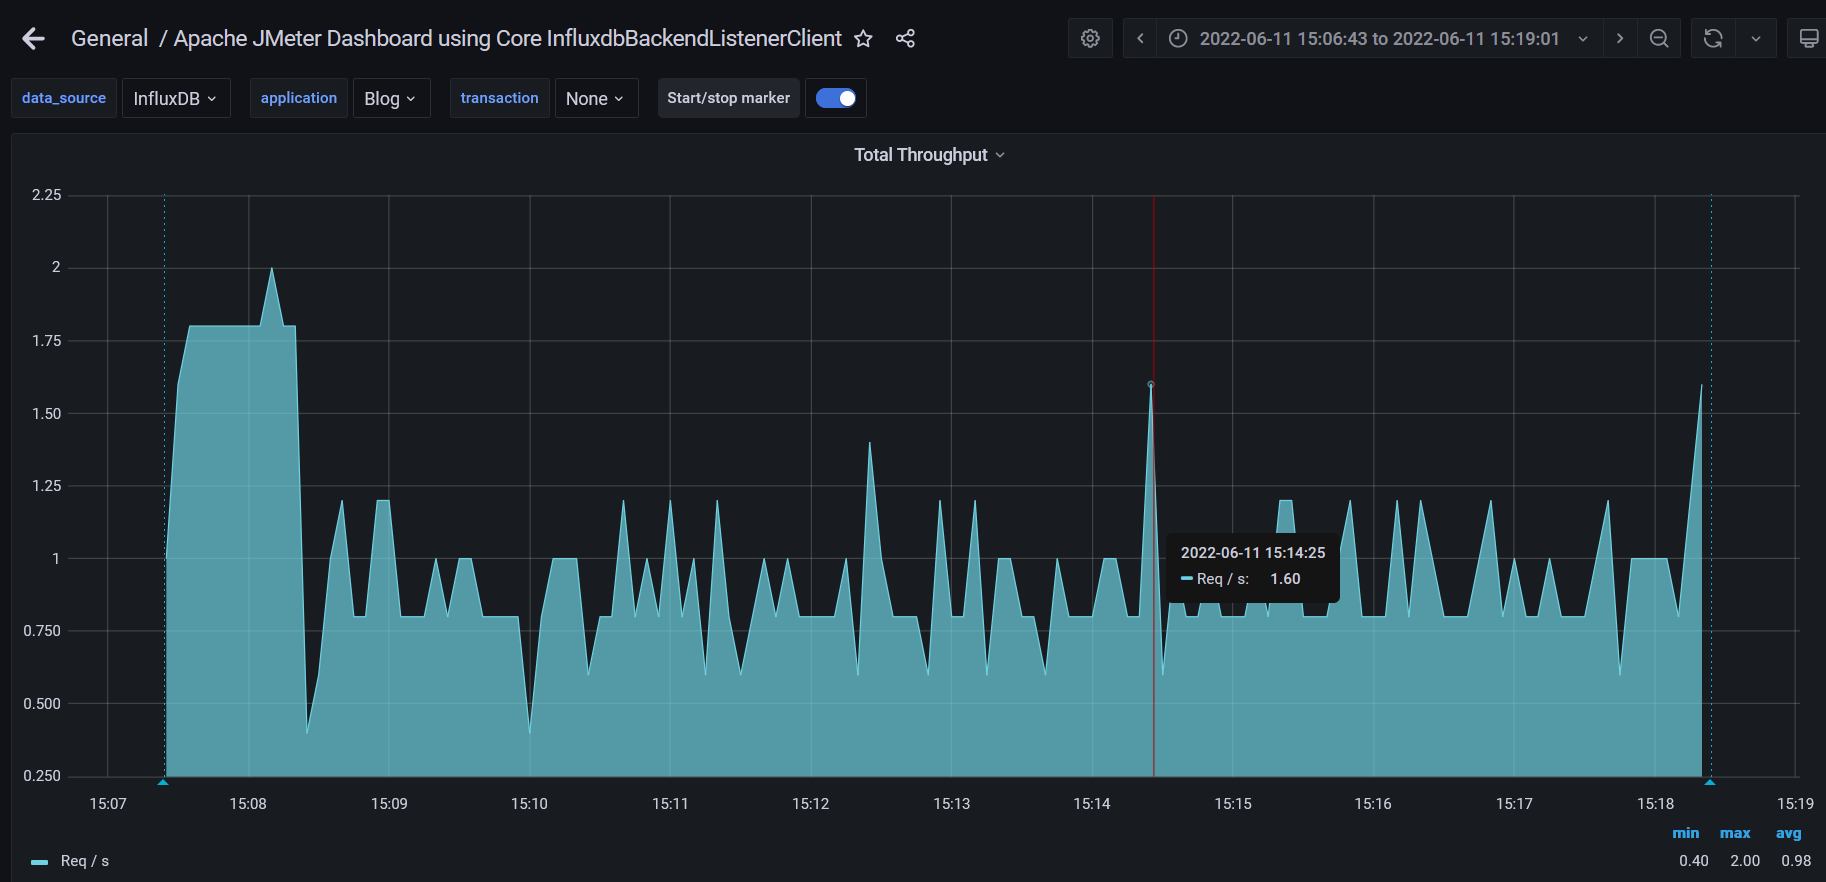 General / Apache JMeter Dashboard using Core InfluxdbBackendListenerClient
2022-06-11 15:06:43 to 2022-06-11 15:19:01
data_source InfluxDB application Blog transaction None Start/stop marker
Total Throughput
2.25
2
1.75
1.50
1.25
1
0.750
0.500
0.250
2022-06-11 15:14:25
Req / s: 1.60
15:07 15:08 15:09 15:10 15:11 15:12 15:13 15:14 15:15 15:16 15:17 15:18 15:19
min max avg
Req / s 0.40 2.00 0.98